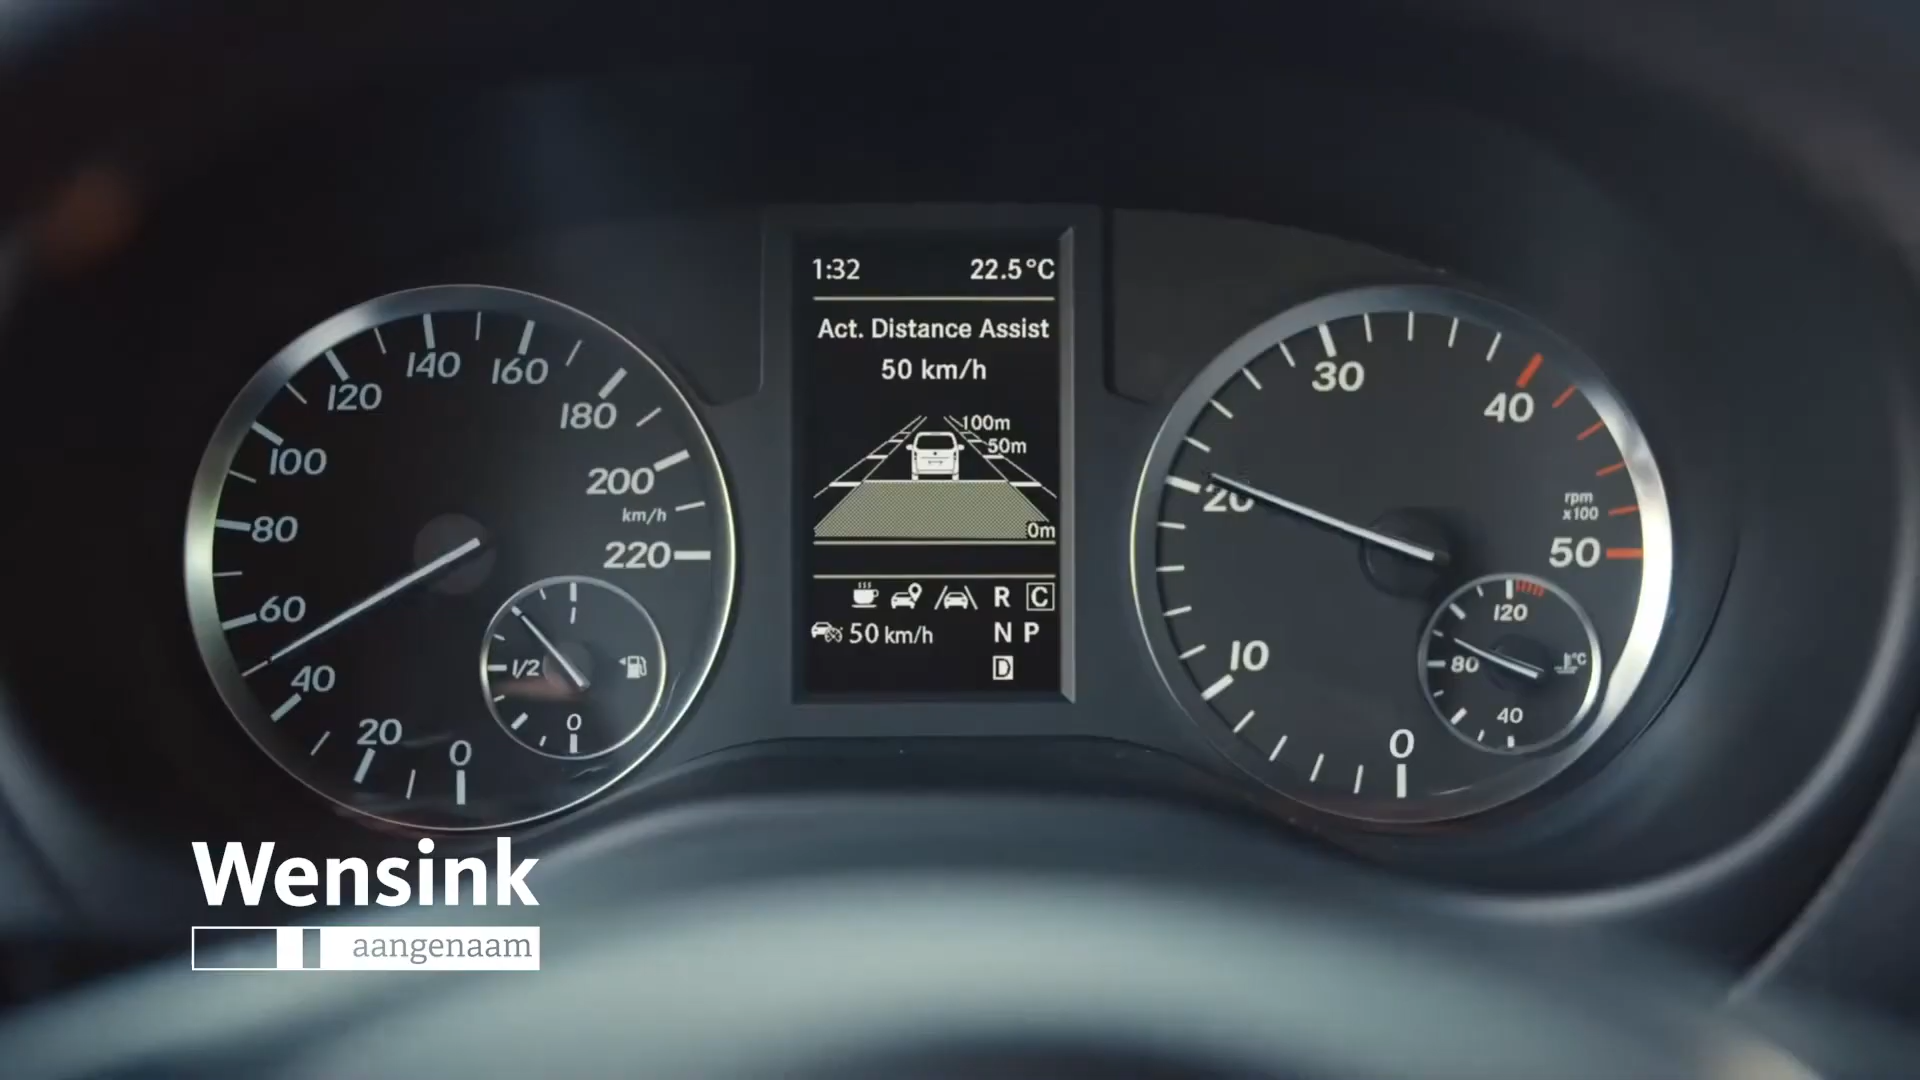 1:32 22.5°C
Act. Distance Assist
50 km/h
100m
50m
0m
R C
50 km/h N P
D
0
20
40
60
80
100
120
140
160
180
200
km/h
220
1/2
0
0
10
20
30
40
rpm
x100
50
120
80 °C
40
Wensink
aangenaam